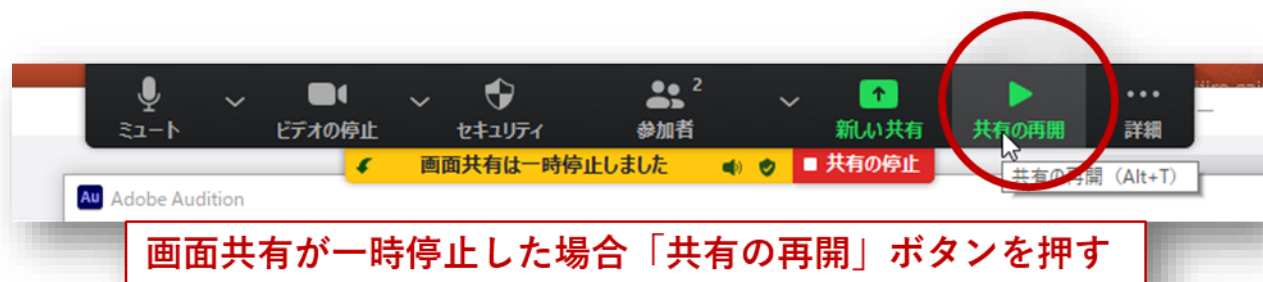 2
ミュート
ビデオの停止
セキュリティ
参加者
新しい共有
共有の再開
詳細
画面共有は一時停止しました
共有の停止
共有の再開 (Alt+T)
Au Adobe Audition
画面共有が一時停止した場合「共有の再開」ボタンを押す